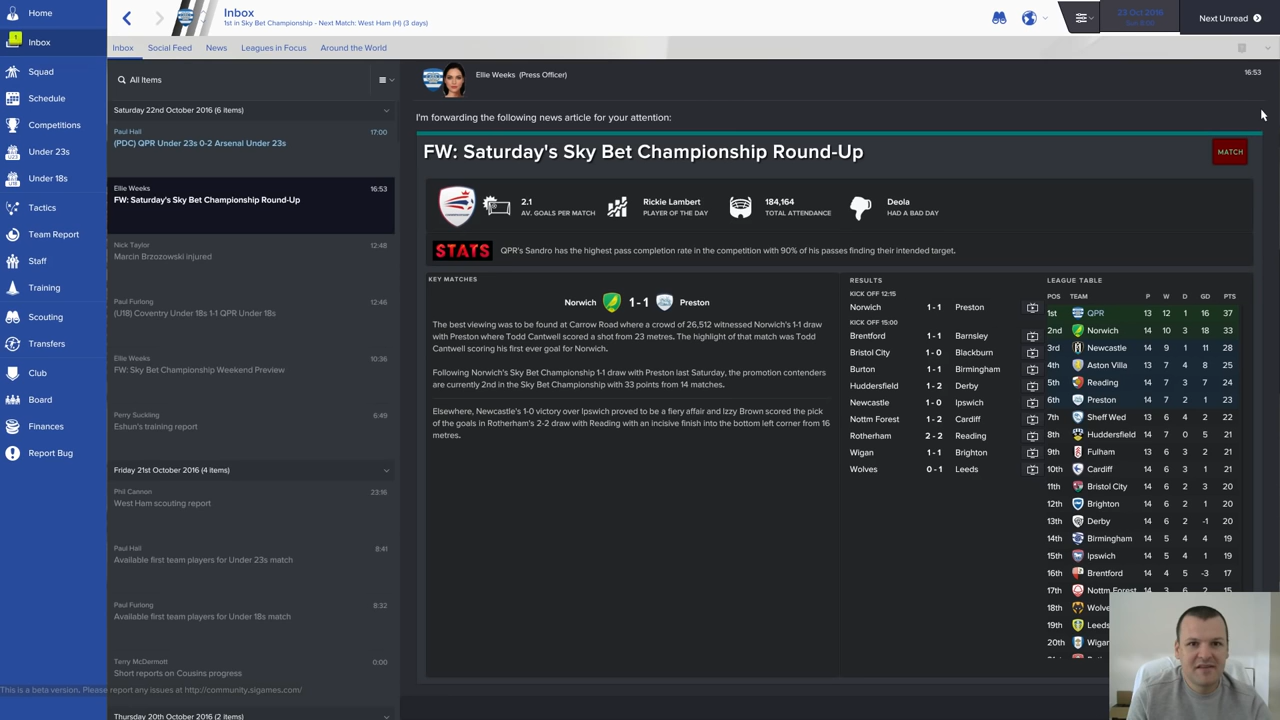 Home
Inbox
Squad
Schedule
Competitions
Under 23s
Under 18s
Tactics
Team Report
Staff
Training
Scouting
Transfers
Club
Board
Finances
Report Bug
1
U23
U18
Inbox
1st in Sky Bet Championship - Next Match: West Ham (H) (3 days)
23 Oct 2016
Next Unread
Inbox Social Feed News Leagues in Focus Around the World
All Items
Saturday 22nd October 2016 (6 items)
Paul Hall 17:00
(PDC) QPR Under 23s 0-2 Arsenal Under 23s
Ellie Weeks 16:53
FW: Saturday's Sky Bet Championship Round-Up
Nick Taylor 12:48
Marcin Brzozowski injured
Paul Furlong 12:46
(U18) Coventry Under 18s 1-1 QPR Under 18s
Ellie Weeks 10:36
FW: Sky Bet Championship Weekend Preview
Perry Suckling 6:49
Eshun's training report
Friday 21st October 2016 (4 items)
Phil Cannon 23:16
West Ham scouting report
Paul Hall 8:41
Available first team players for Under 23s match
Paul Furlong 8:32
Available first team players for Under 18s match
Terry McDermott 0:00
Short reports on Cousins progress
This is a beta version. Please report any issues at http://community.sigames.com/
Thursday 20th October 2016 (2 items)
Ellie Weeks (Press Officer) 16:53
I'm forwarding the following news article for your attention:
FW: Saturday's Sky Bet Championship Round-Up
MATCH
2.1
AV. GOALS PER MATCH
Rickie Lambert
PLAYER OF THE DAY
184,164
TOTAL ATTENDANCE
Deola
HAD A BAD DAY
STATS QPR's Sandro has the highest pass completion rate in the competition with 90% of his passes finding their intended target.
KEY MATCHES
Norwich 1-1 Preston
The best viewing was to be found at Carrow Road where a crowd of 26,512 witnessed Norwich's 1-1 draw
with Preston where Todd Cantwell scored a shot from 23 metres. The highlight of that match was Todd
Cantwell scoring his first ever goal for Norwich.
Following Norwich's Sky Bet Championship 1-1 draw with Preston last Saturday, the promotion contenders
are currently 2nd in the Sky Bet Championship with 33 points from 14 matches.
Elsewhere, Newcastle's 1-0 victory over Ipswich proved to be a fiery affair and Izzy Brown scored the pick
of the goals in Rotherham's 2-2 draw with Reading with an incisive finish into the bottom left corner from 16
metres.
RESULTS
KICK OFF 12:15
Norwich 1 - 1 Preston
KICK OFF 15:00
Brentford 1 - 1 Barnsley
Bristol City 1 - 0 Blackburn
Burton 1 - 1 Birmingham
Huddersfield 1 - 2 Derby
Newcastle 1 - 0 Ipswich
Nottm Forest 1 - 2 Cardiff
Rotherham 2 - 2 Reading
Wigan 1 - 1 Brighton
Wolves 0 - 1 Leeds
LEAGUE TABLE
POS TEAM P W D GD PTS
1st QPR 13 12 1 16 37
2nd Norwich 14 10 3 18 33
3rd Newcastle 14 9 1 11 28
4th Aston Villa 13 7 4 8 25
5th Reading 14 7 3 7 24
6th Preston 14 7 2 1 23
7th Sheff Wed 13 6 4 2 22
8th Huddersfield 14 7 0 5 21
9th Fulham 13 6 3 2 21
10th Cardiff 14 6 3 1 21
11th Bristol City 14 6 2 3 20
12th Brighton 14 6 2 1 20
13th Derby 14 6 2 -1 20
14th Birmingham 14 5 4 4 19
15th Ipswich 14 5 4 1 19
16th Brentford 14 4 5 -3 17
17th Nottm Forest 14 3 6 2 15
18th Wolve
19th Leeds
20th Wigan